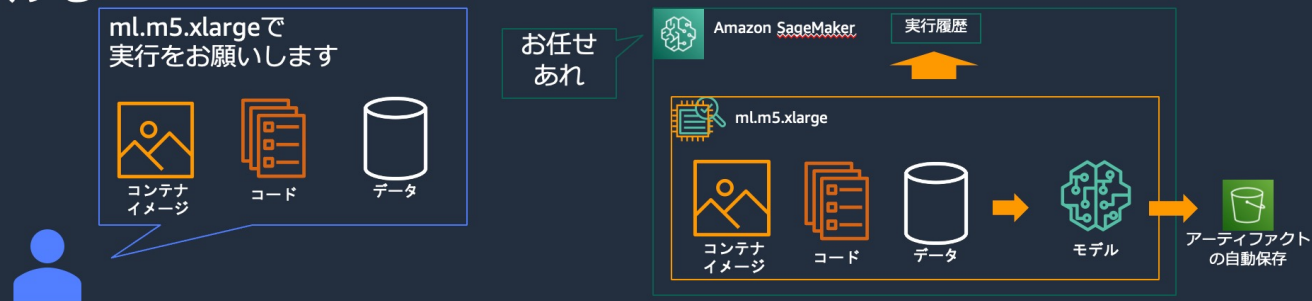 ml.m5.xlargeで
実行をお願いします
コンテナ
イメージ
コード
データ
お任せ
あれ
Amazon SageMaker
実行履歴
ml.m5.xlarge
コンテナ
イメージ
コード
データ
モデル
アーティファクト
の自動保存